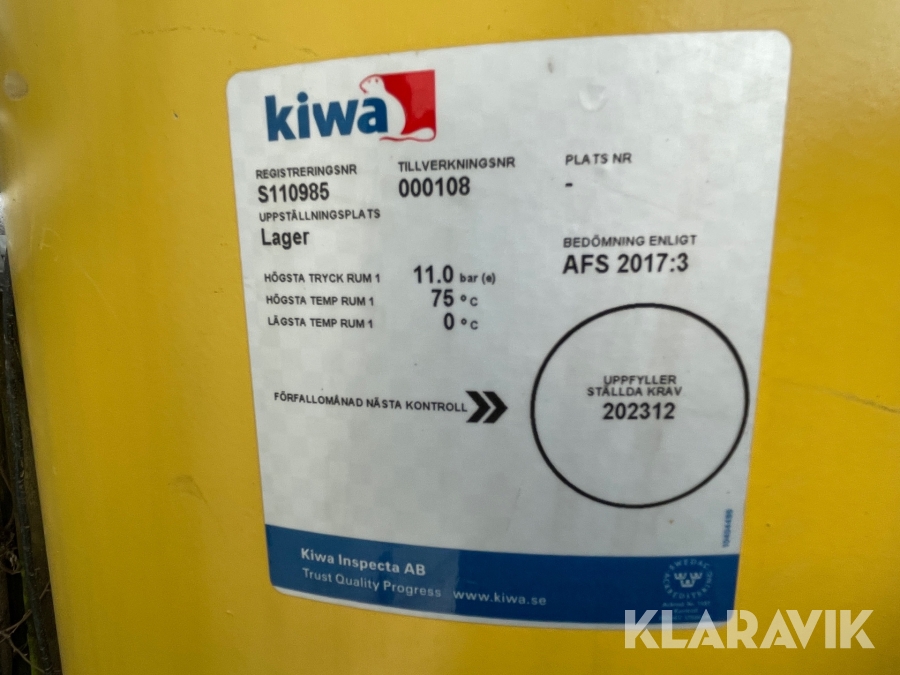 kiwa
REGISTRERINGSNR
S110985
TILLVERKNINGSNR
000108
PLATS NR
-
UPPSTÄLLNINGSPLATS
Lager
BEDÖMNING ENLIGT
AFS 2017:3
HÖGSTA TRYCK RUM 1 11.0 bar (e)
HÖGSTA TEMP RUM 1 75 °C
LÄGSTA TEMP RUM 1 0 °C
FÖRFALLOMÅNAD NÄSTA KONTROLL
UPPFYLLER
STÄLLDA KRAV
202312
Kiwa Inspecta AB
Trust Quality Progress www.kiwa.se
SWEDAC
ACKREDITERING
KLARAVIK